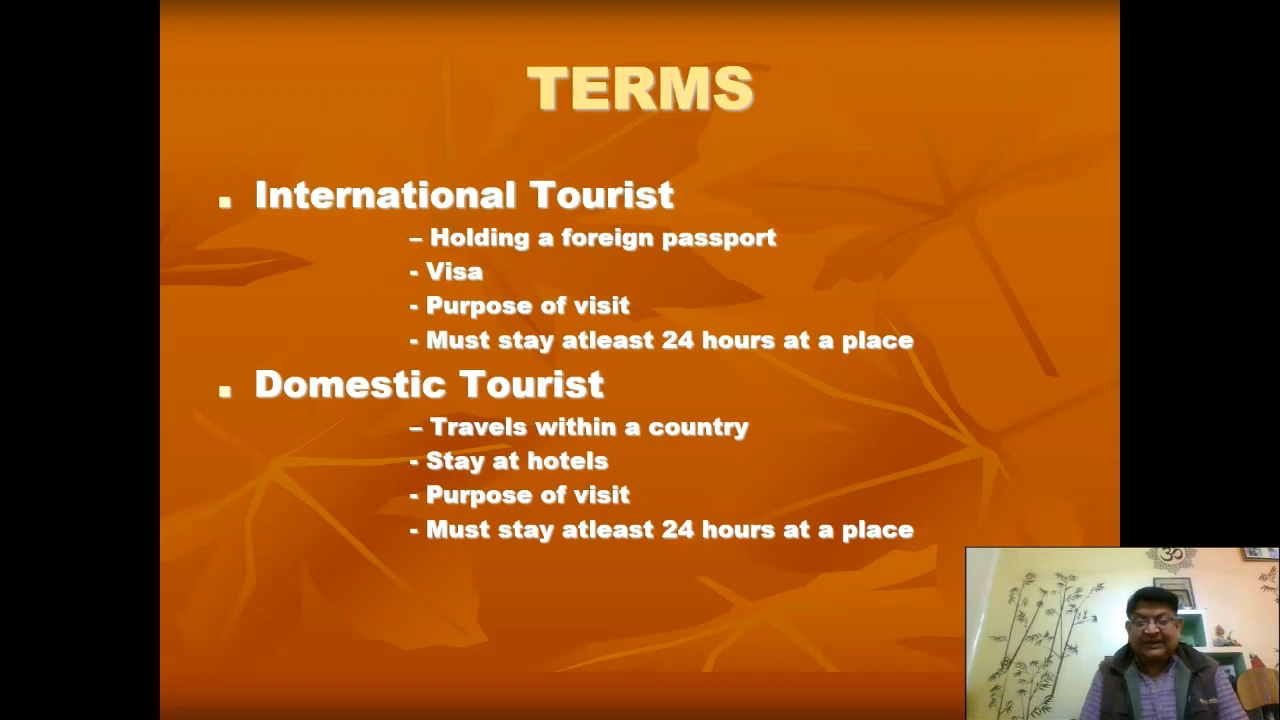 TERMS
▪ International Tourist
– Holding a foreign passport
- Visa
- Purpose of visit
- Must stay atleast 24 hours at a place
▪ Domestic Tourist
– Travels within a country
- Stay at hotels
- Purpose of visit
- Must stay atleast 24 hours at a place
ॐ